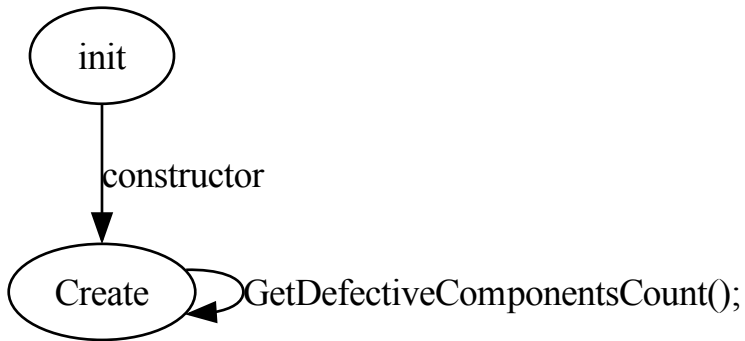 init
constructor
Create
GetDefectiveComponentsCount();